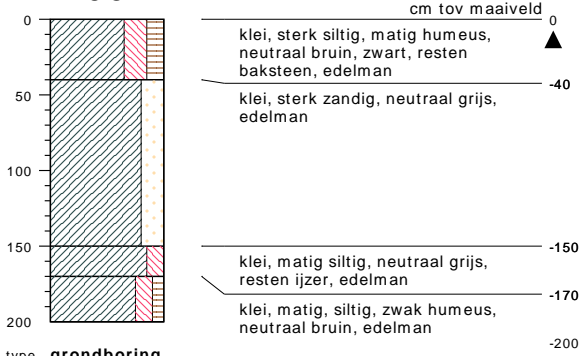 cm tov maaiveld
0
0
klei, sterk siltig, matig humeus,
neutraal bruin, zwart, resten
baksteen, edelman
-40
klei, sterk zandig, neutraal grijs,
edelman
50
100
150
-150
klei, matig siltig, neutraal grijs,
resten ijzer, edelman
-170
klei, matig, siltig, zwak humeus,
neutraal bruin, edelman
200
-200
type grondboring